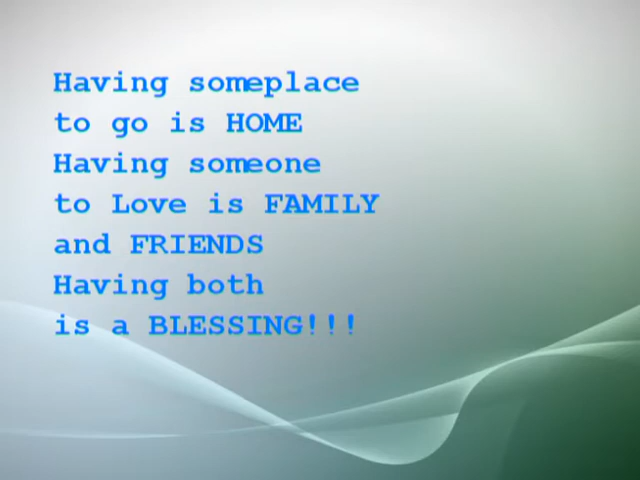 Having someplace
to go is HOME
Having someone
to Love is FAMILY
and FRIENDS
Having both
is a BLESSING!!!